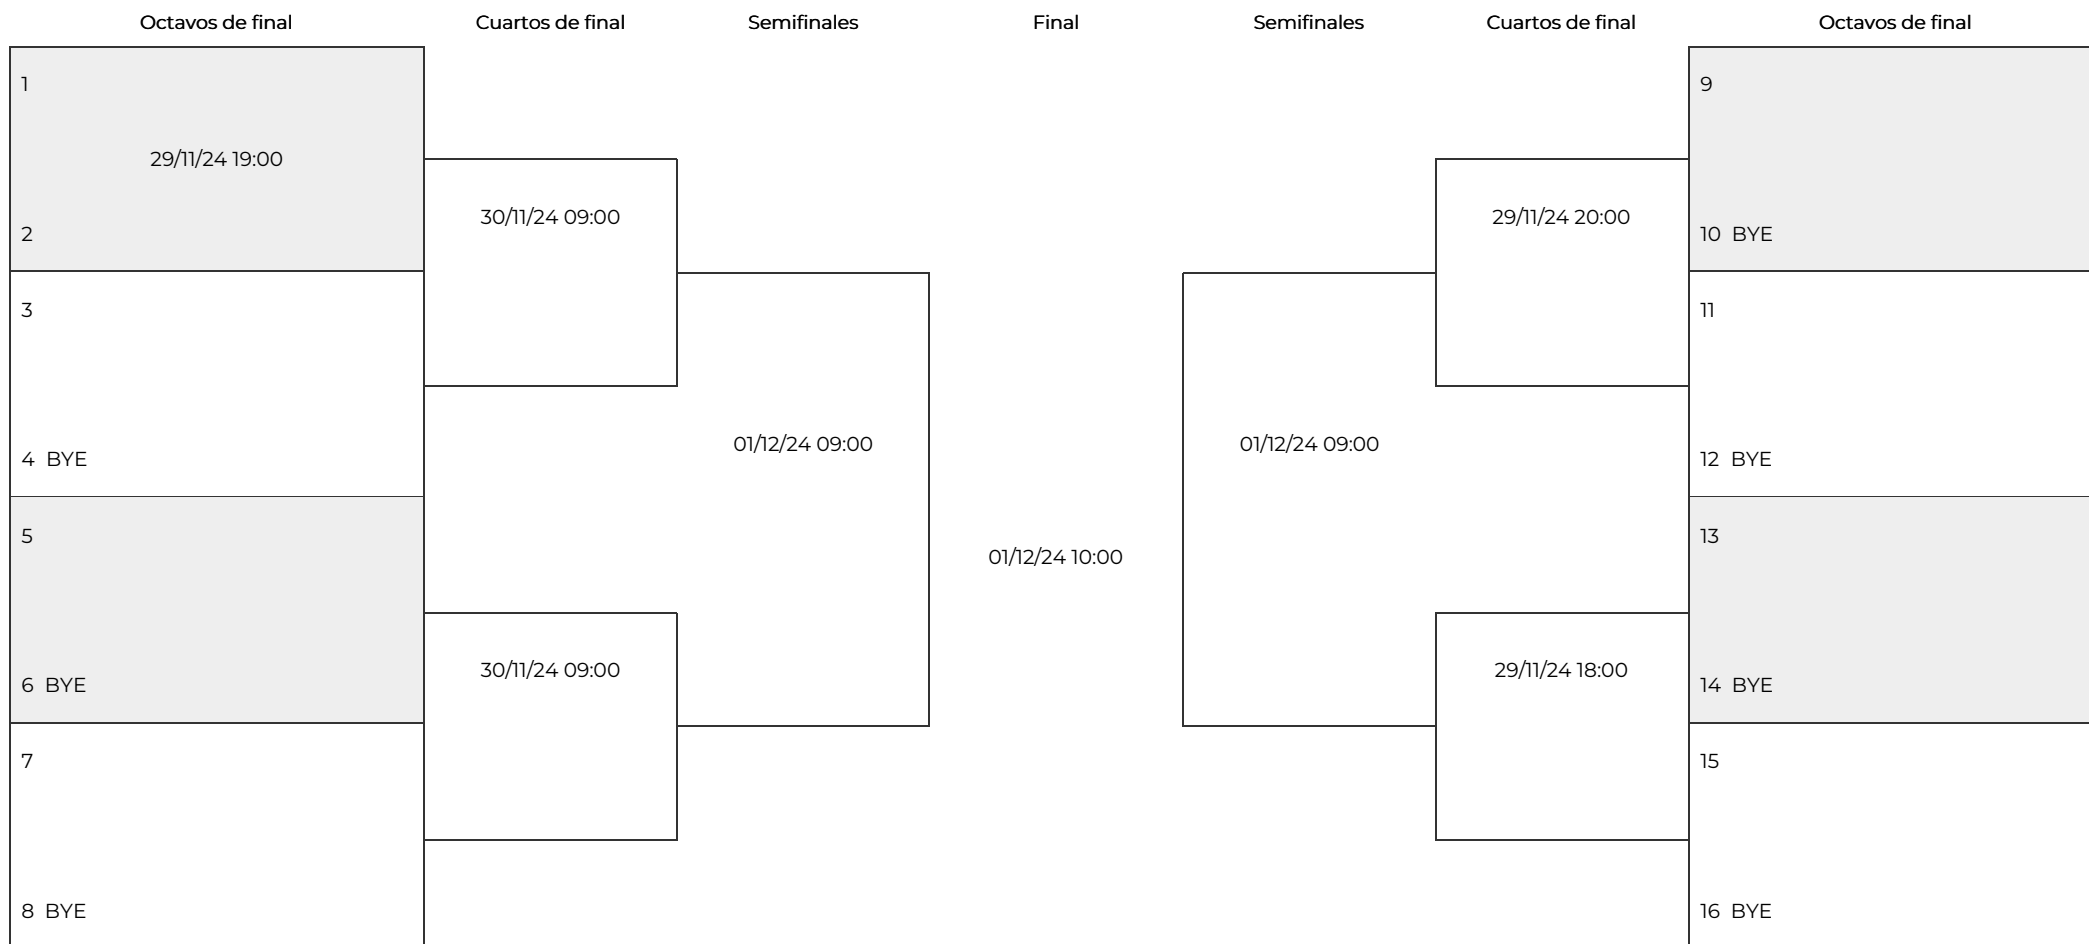 Octavos de final Cuartos de final Semifinales Final Semifinales Cuartos de final Octavos de final
1 9
29/11/24 19:00
30/11/24 09:00 29/11/24 20:00
2 10 BYE
3 11
01/12/24 09:00 01/12/24 09:00
4 BYE 12 BYE
5 13
01/12/24 10:00
30/11/24 09:00 29/11/24 18:00
6 BYE 14 BYE
7 15
8 BYE 16 BYE